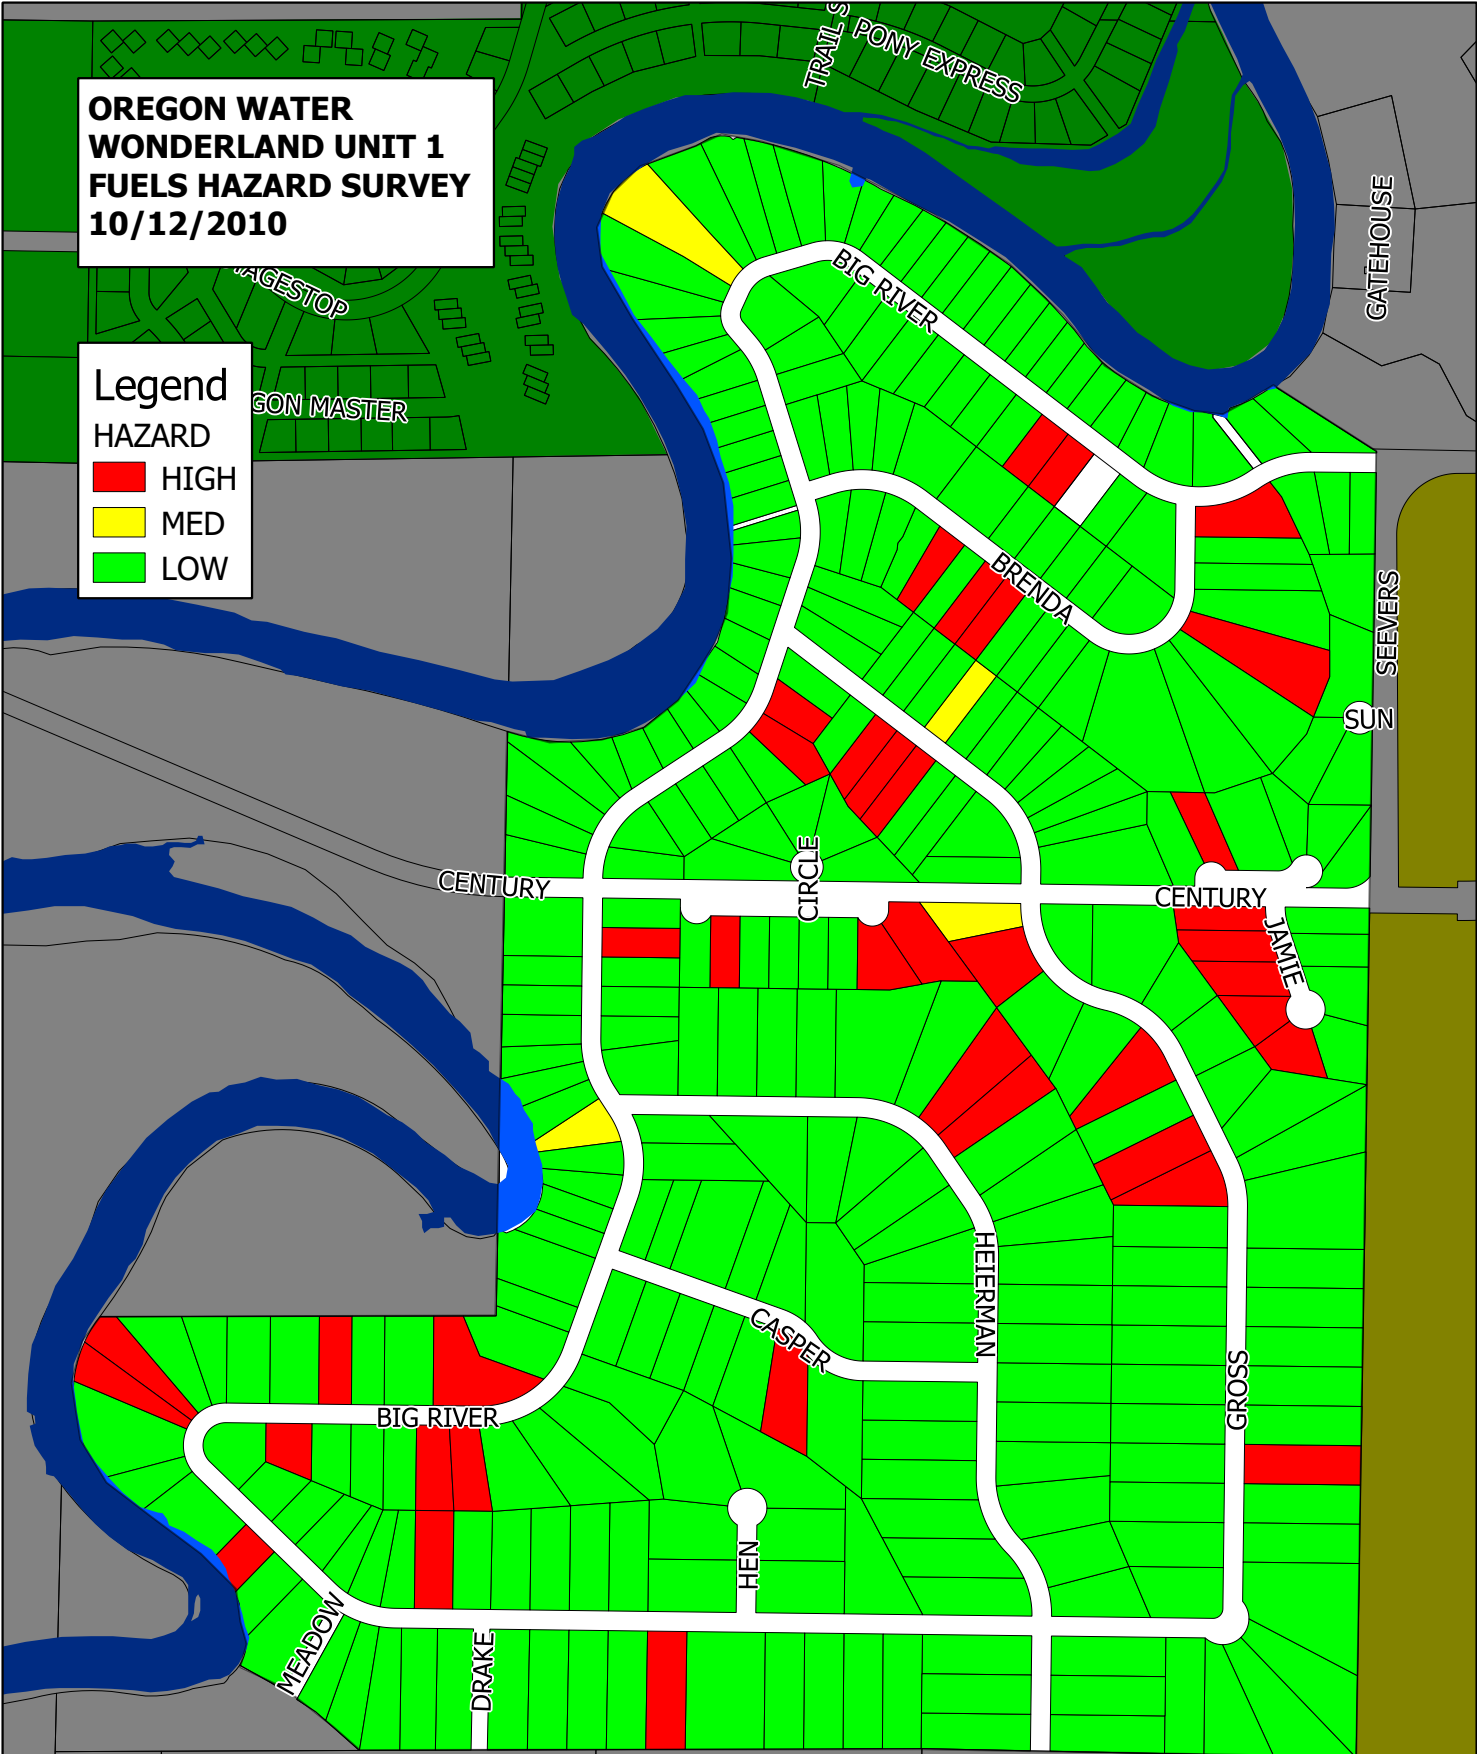 OREGON WATER
WONDERLAND UNIT 1
FUELS HAZARD SURVEY
10/12/2010
TRAIL S
PONY EXPRESS
GATEHOUSE
AGESTOP
BIG RIVER
Legend
HAZARD
HIGH
MED
LOW
GON MASTER
BRENDA
SEEVERS
SUN
CENTURY
CIRCLE
CENTURY
JAMIE
HEIERMAN
CASPER
GROSS
BIG RIVER
HEN
MEADOW
DRAKE